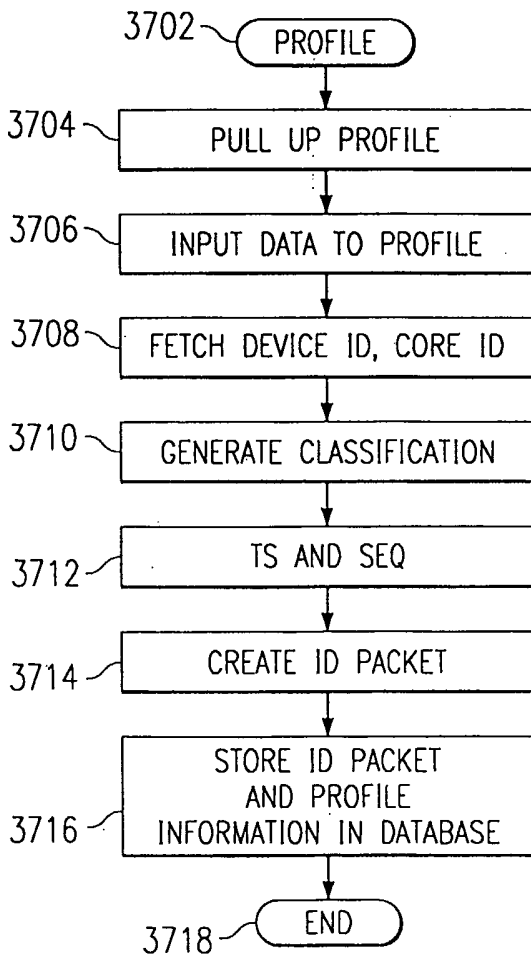 3702 PROFILE
3704 PULL UP PROFILE
3706 INPUT DATA TO PROFILE
3708 FETCH DEVICE ID, CORE ID
3710 GENERATE CLASSIFICATION
3712 TS AND SEQ
3714 CREATE ID PACKET
STORE ID PACKET
AND PROFILE
3716 INFORMATION IN DATABASE
3718 END